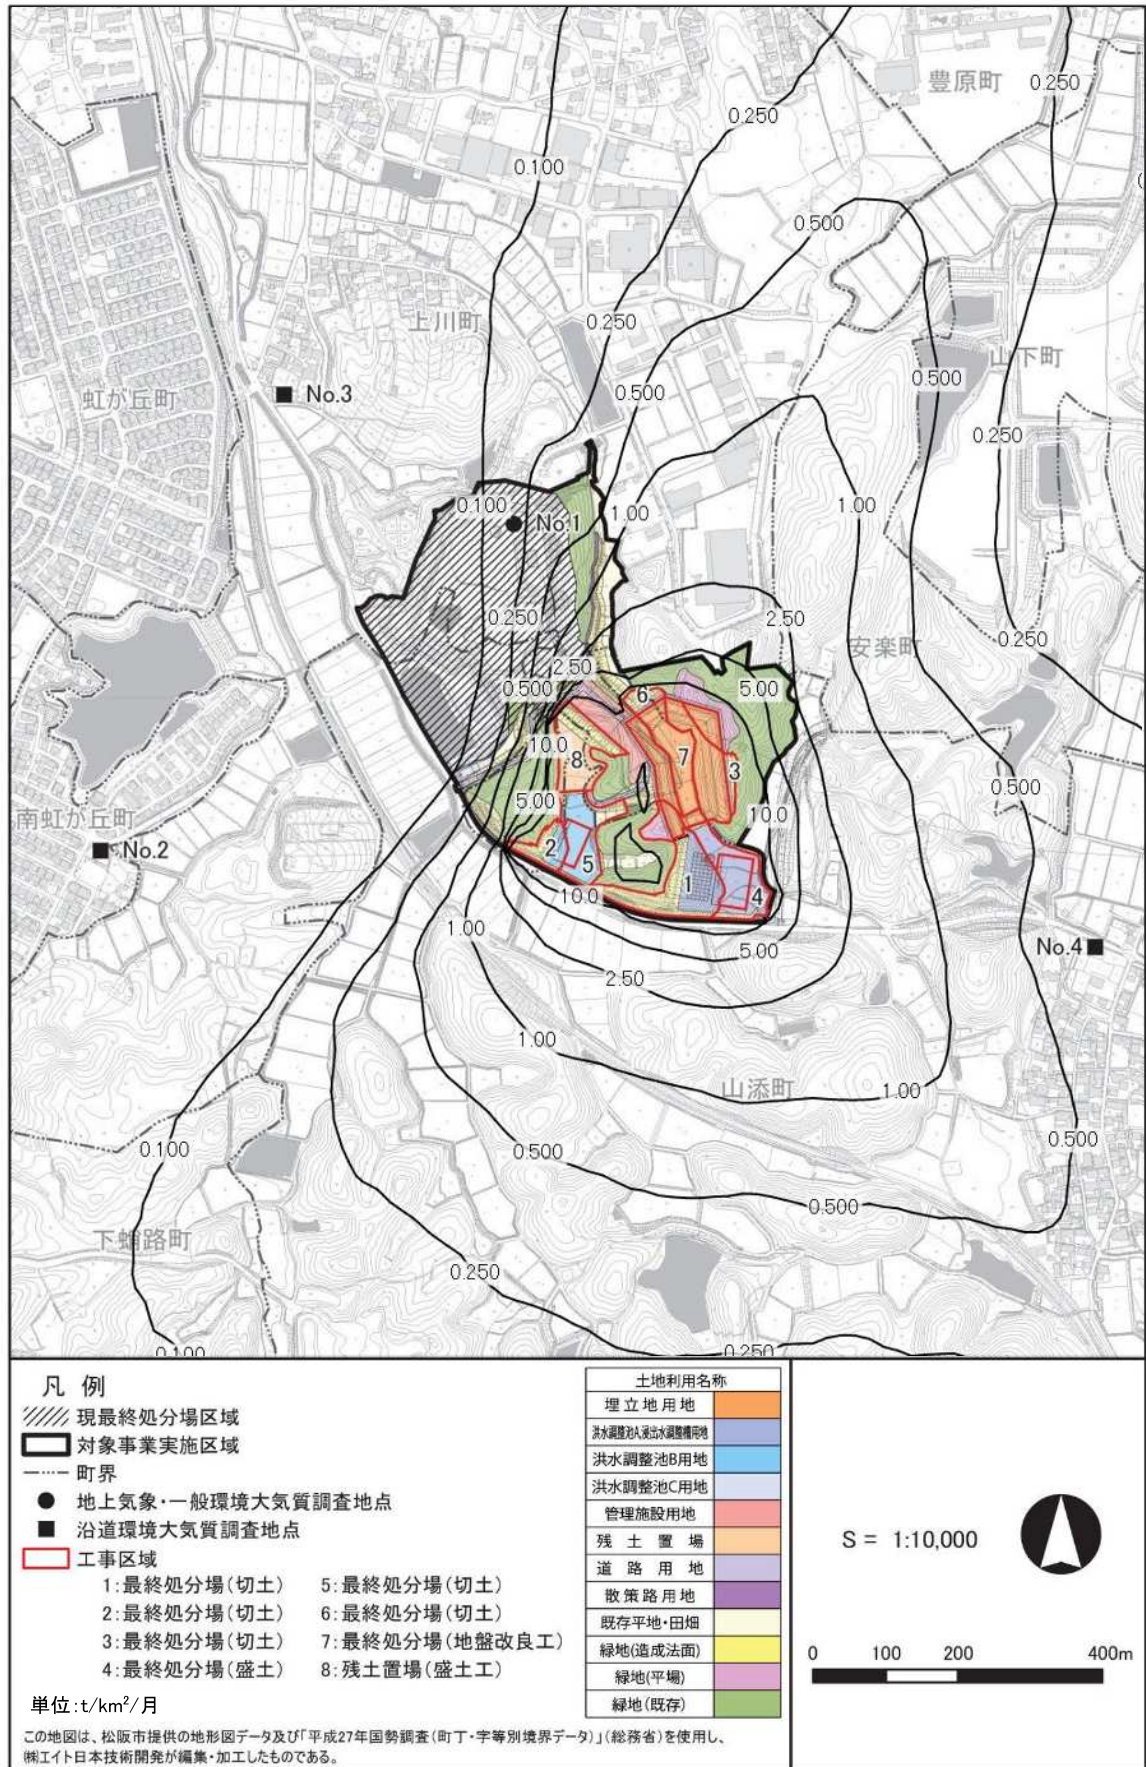 豊原町
0.250
0.250
0.100
0.500
上川町
0.250
山下町
虹が丘町
No.3
0.500
0.500
0.250
0.100
1.00
1.00
No.1
0.250
2.50
0.250
安楽町
2.50
0.500
6
5.00
10.0
8
7
3
0.500
5.00
10.0
南虹が丘町
No.2
2
5
10.0
1
4
1.00
5.00
No.4
2.50
1.00
山添町
1.00
0.100
0.500
0.500
0.500
下蛸路町
0.250
0.100
0.250
凡 例
現最終処分場区域
対象事業実施区域
町界
地上気象・一般環境大気質調査地点
沿道環境大気質調査地点
工事区域
1:最終処分場(切土) 5:最終処分場(切土)
2:最終処分場(切土) 6:最終処分場(切土)
3:最終処分場(切土) 7:最終処分場(地盤改良工)
4:最終処分場(盛土) 8:残土置場(盛土工)
単位:t/km²/月
この地図は、松阪市提供の地形図データ及び「平成27年国勢調査(町丁・字等別境界データ)」(総務省)を使用し、
㈱エイト日本技術開発が編集・加工したものである。
土地利用名称
埋立地用地
洪水調整池A,浸出水調整槽用地
洪水調整池B用地
洪水調整池C用地
管理施設用地
残土置場
道路用地
散策路用地
既存平地・田畑
緑地(造成法面)
緑地(平場)
緑地(既存)
S = 1:10,000
0 100 200 400m